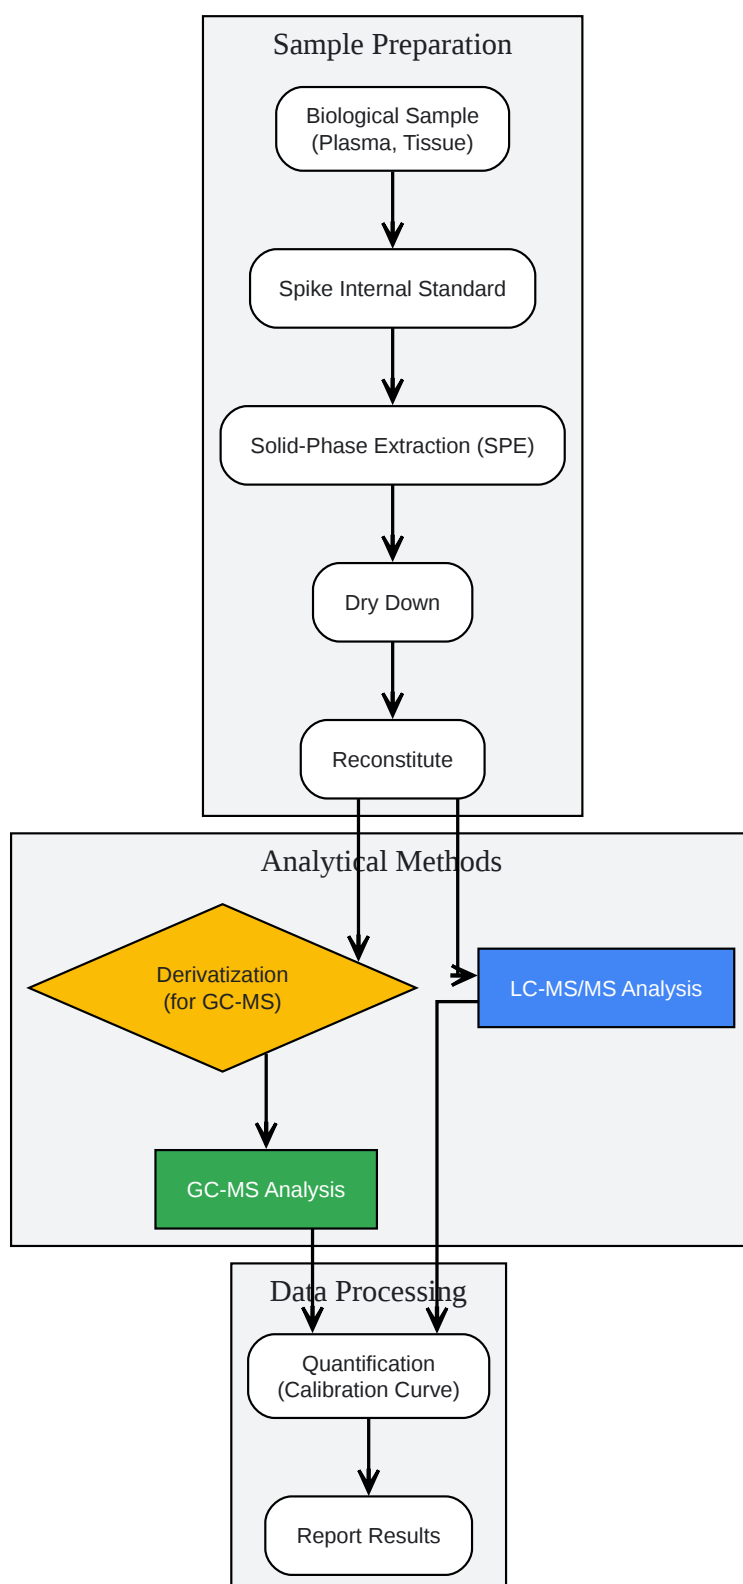 Sample Preparation
Biological Sample
(Plasma, Tissue)
Spike Internal Standard
Solid-Phase Extraction (SPE)
Dry Down
Reconstitute
Analytical Methods
Derivatization
(for GC-MS)
LC-MS/MS Analysis
GC-MS Analysis
Data Processing
Quantification
(Calibration Curve)
Report Results